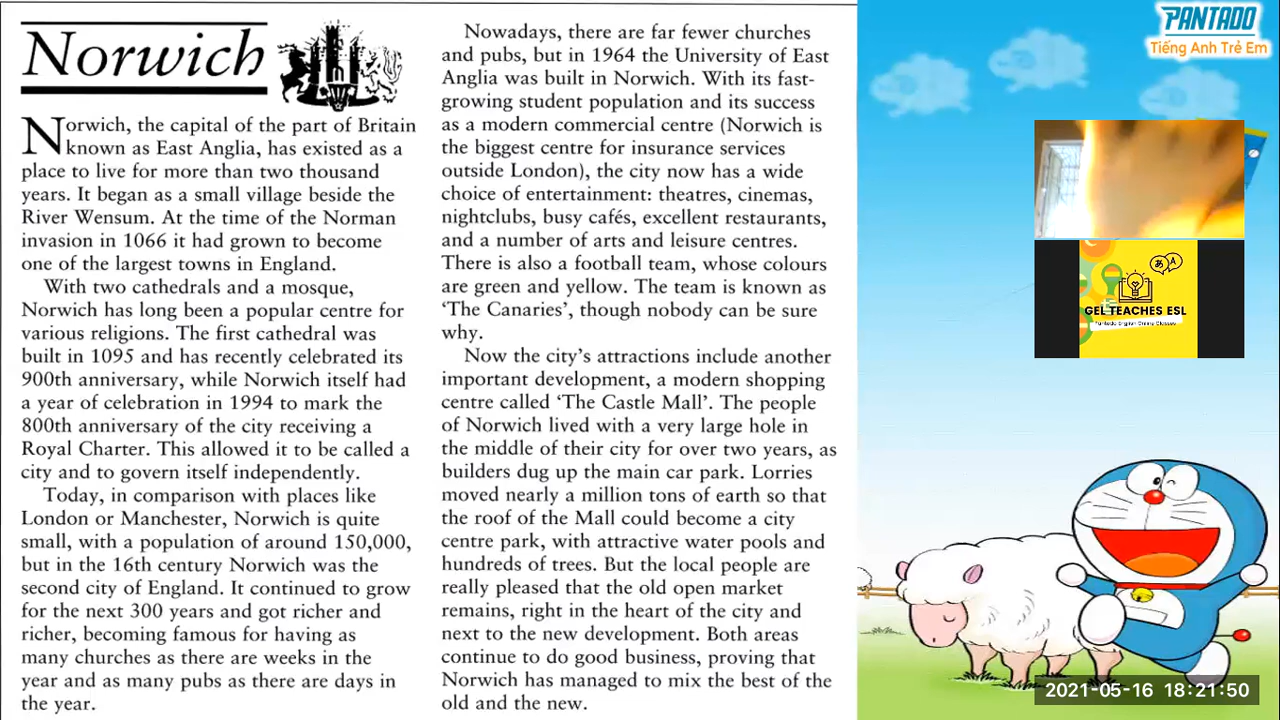 Norwich
Norwich, the capital of the part of Britain
known as East Anglia, has existed as a
place to live for more than two thousand
years. It began as a small village beside the
River Wensum. At the time of the Norman
invasion in 1066 it had grown to become
one of the largest towns in England.
With two cathedrals and a mosque,
Norwich has long been a popular centre for
various religions. The first cathedral was
built in 1095 and has recently celebrated its
900th anniversary, while Norwich itself had
a year of celebration in 1994 to mark the
800th anniversary of the city receiving a
Royal Charter. This allowed it to be called a
city and to govern itself independently.
Today, in comparison with places like
London or Manchester, Norwich is quite
small, with a population of around 150,000,
but in the 16th century Norwich was the
second city of England. It continued to grow
for the next 300 years and got richer and
richer, becoming famous for having as
many churches as there are weeks in the
year and as many pubs as there are days in
the year.
Nowadays, there are far fewer churches
and pubs, but in 1964 the University of East
Anglia was built in Norwich. With its fast-
growing student population and its success
as a modern commercial centre (Norwich is
the biggest centre for insurance services
outside London), the city now has a wide
choice of entertainment: theatres, cinemas,
nightclubs, busy cafés, excellent restaurants,
and a number of arts and leisure centres.
There is also a football team, whose colours
are green and yellow. The team is known as
‘The Canaries’, though nobody can be sure
why.
Now the city’s attractions include another
important development, a modern shopping
centre called ‘The Castle Mall’. The people
of Norwich lived with a very large hole in
the middle of their city for over two years, as
builders dug up the main car park. Lorries
moved nearly a million tons of earth so that
the roof of the Mall could become a city
centre park, with attractive water pools and
hundreds of trees. But the local people are
really pleased that the old open market
remains, right in the heart of the city and
next to the new development. Both areas
continue to do good business, proving that
Norwich has managed to mix the best of the
old and the new.
PANTADO
Tiếng Anh Trẻ Em
あ A
GEL TEACHES ESL
Pantado English Online Classes
2021-05-16 18:21:50